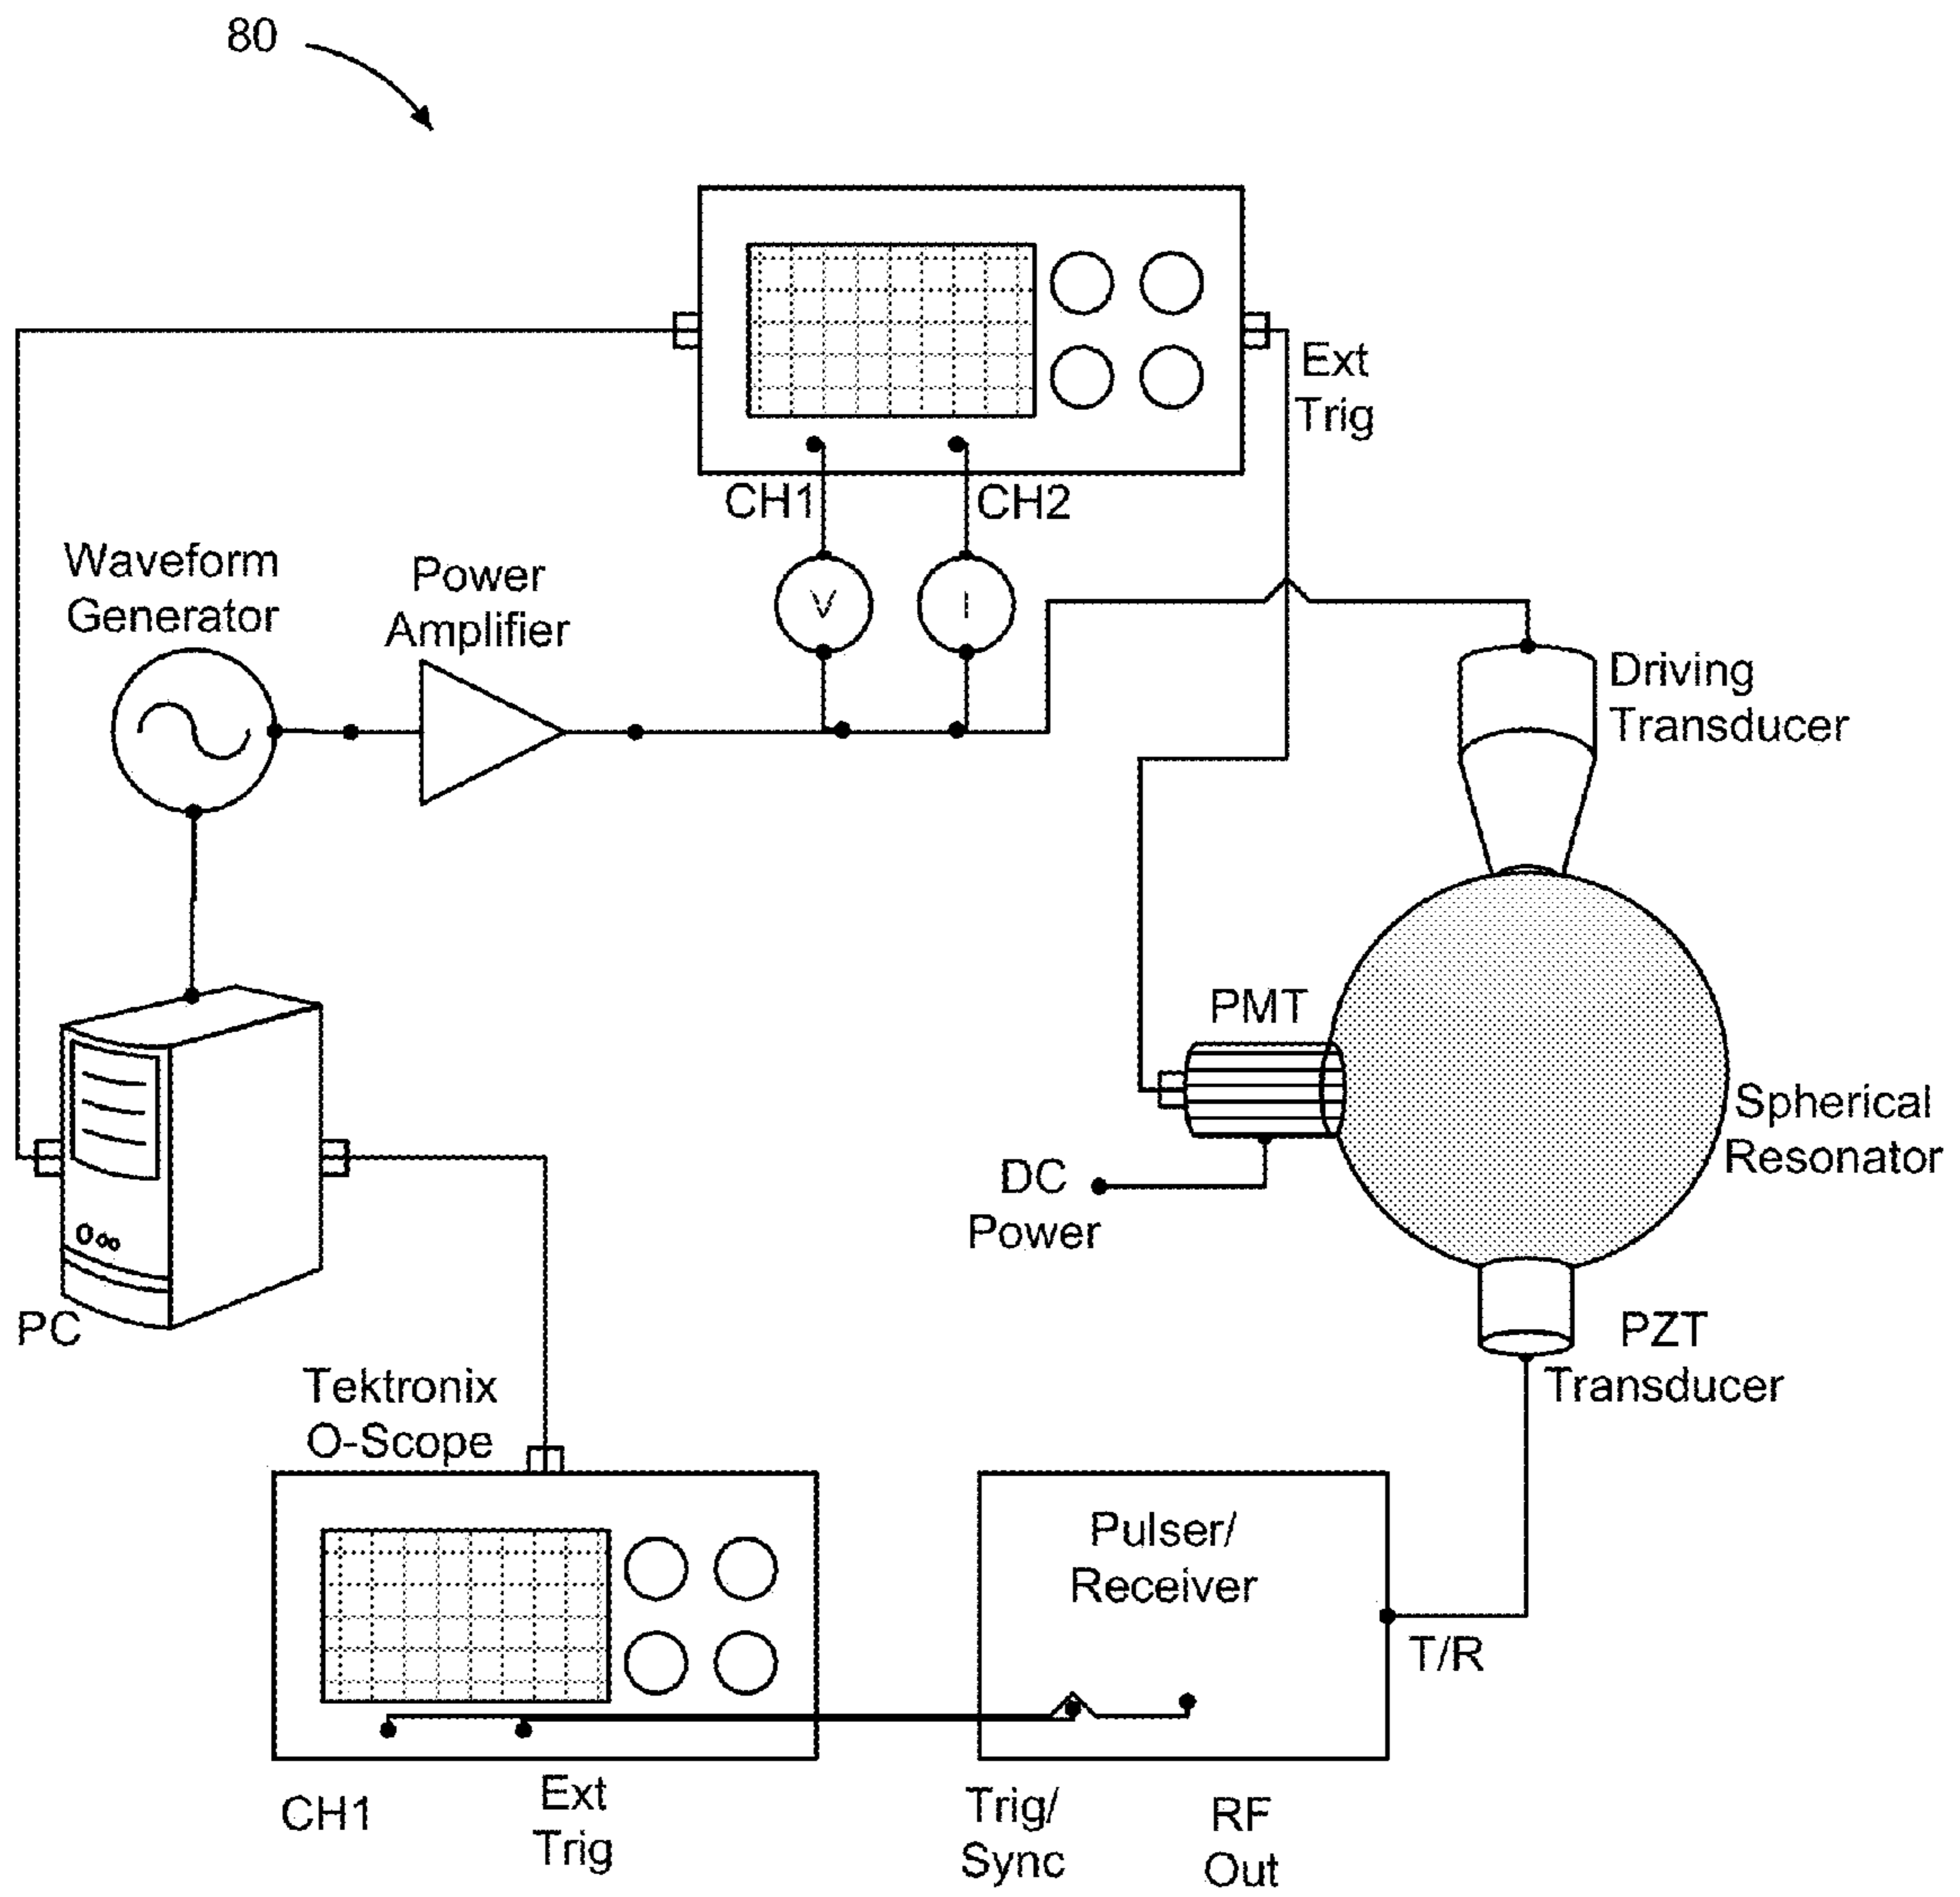 80
Ext
Trig
CH1
CH2
Waveform
Generator
Power
Amplifier
V
I
Driving
Transducer
PMT
Spherical
Resonator
DC
Power
PC
PZT
Transducer
Tektronix
O-Scope
Pulser/
Receiver
T/R
CH1
Ext
Trig
Trig/
Sync
RF
Out